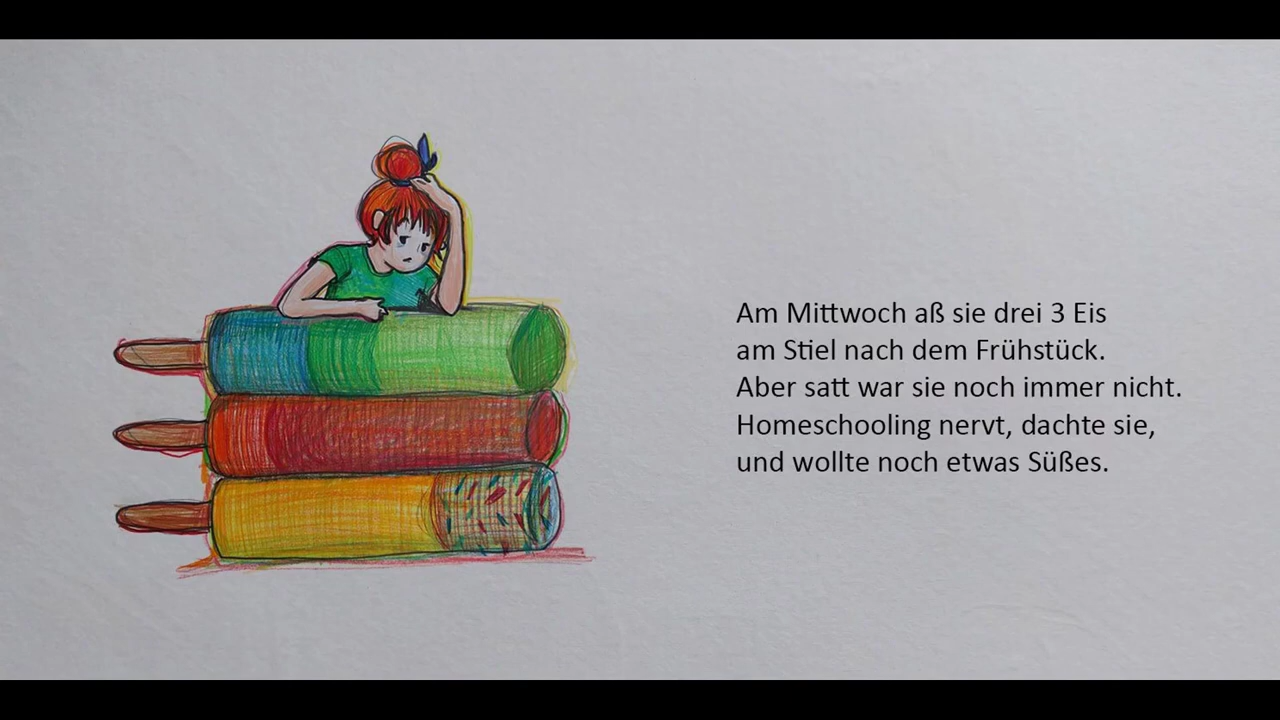 Am Mittwoch aß sie drei 3 Eis
am Stiel nach dem Frühstück.
Aber satt war sie noch immer nicht.
Homeschooling nervt, dachte sie,
und wollte noch etwas Süßes.